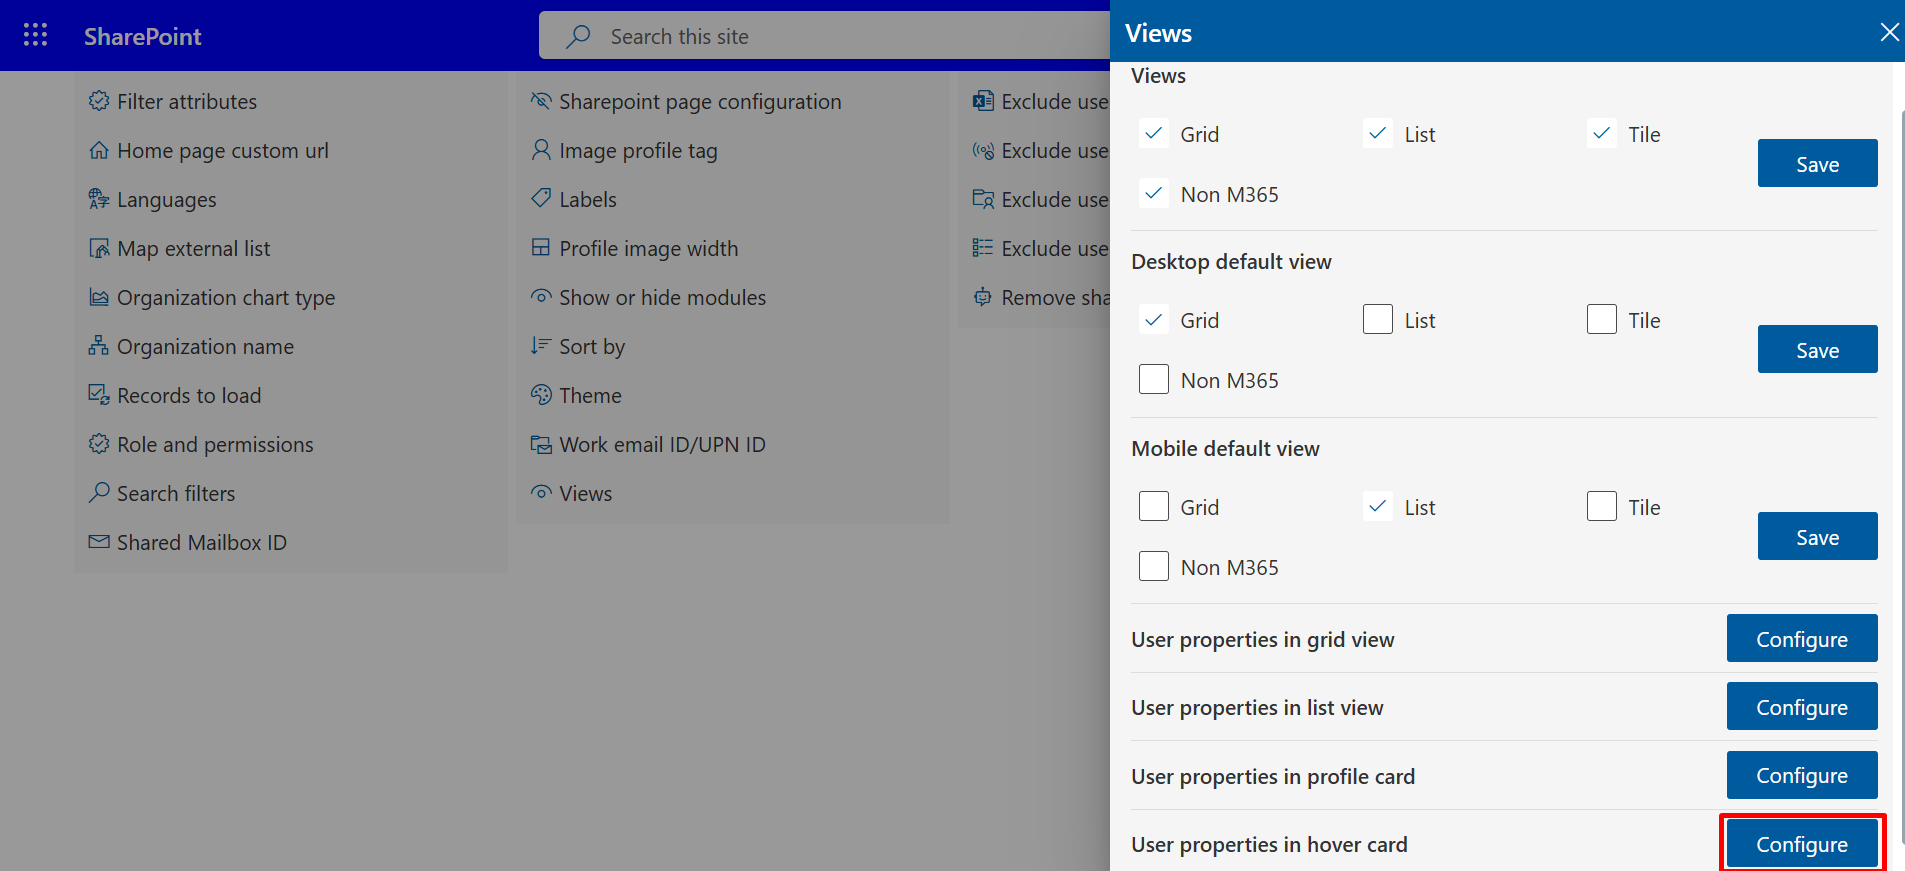 SharePoint
Search this site
Filter attributes
Home page custom url
Languages
Map external list
Organization chart type
Organization name
Records to load
Role and permissions
Search filters
Shared Mailbox ID
Sharepoint page configuration
Image profile tag
Labels
Profile image width
Show or hide modules
Sort by
Theme
Work email ID/UPN ID
Views
Exclude use
Exclude use
Exclude use
Exclude use
Remove sha
Views
Views
Grid
List
Tile
Non M365
Save
Desktop default view
Grid
List
Tile
Non M365
Save
Mobile default view
Grid
List
Tile
Non M365
Save
User properties in grid view
Configure
User properties in list view
Configure
User properties in profile card
Configure
User properties in hover card
Configure